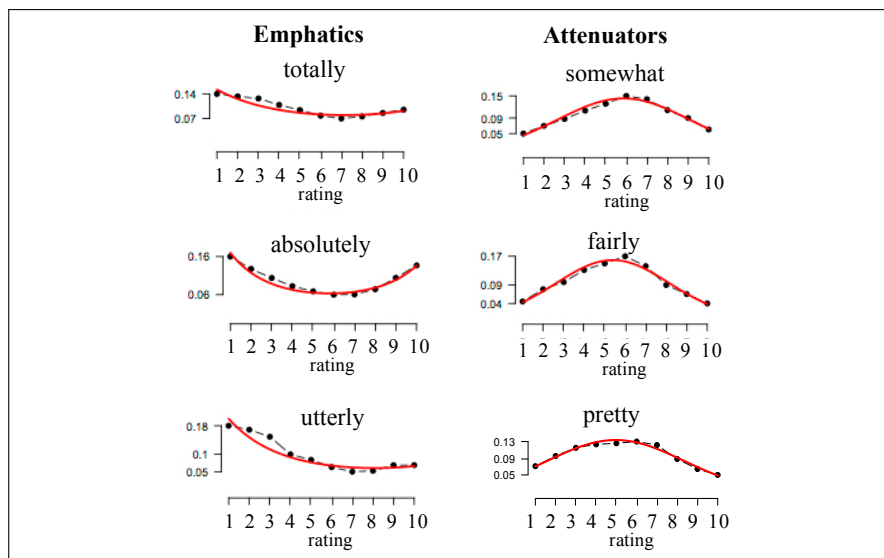 Emphatics
totally
0.14
0.07
1 2 3 4 5 6 7 8 9 10
rating
absolutely
0.16
0.06
1 2 3 4 5 6 7 8 9 10
rating
utterly
0.18
0.1
0.05
1 2 3 4 5 6 7 8 9 10
rating
Attenuators
somewhat
0.15
0.09
0.05
1 2 3 4 5 6 7 8 9 10
rating
fairly
0.17
0.09
0.04
1 2 3 4 5 6 7 8 9 10
rating
pretty
0.13
0.09
0.05
1 2 3 4 5 6 7 8 9 10
rating